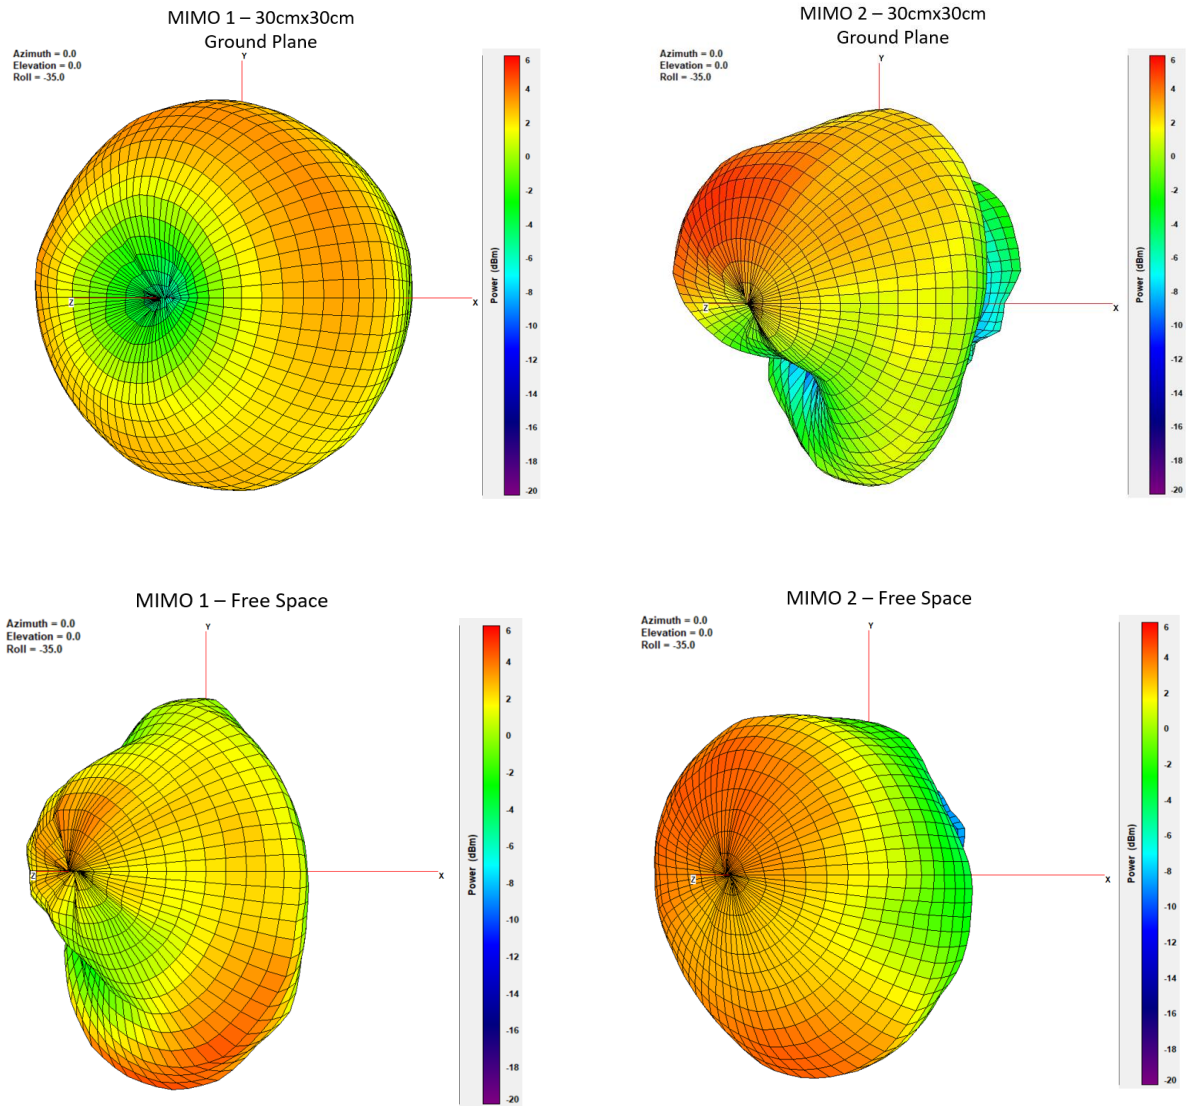 MIMO 1 – 30cmx30cm
Ground Plane
Azimuth = 0.0
Elevation = 0.0
Roll = -35.0
Y
X
Z
Power (dBm)
6
4
2
0
-2
-4
-6
-8
-10
-12
-14
-16
-18
-20
MIMO 2 – 30cmx30cm
Ground Plane
Azimuth = 0.0
Elevation = 0.0
Roll = -35.0
Y
X
Z
Power (dBm)
6
4
2
0
-2
-4
-6
-8
-10
-12
-14
-16
-18
-20
MIMO 1 – Free Space
Azimuth = 0.0
Elevation = 0.0
Roll = -35.0
Y
X
Z
Power (dBm)
6
4
2
0
-2
-4
-6
-8
-10
-12
-14
-16
-18
-20
MIMO 2 – Free Space
Azimuth = 0.0
Elevation = 0.0
Roll = -35.0
Y
X
Z
Power (dBm)
6
4
2
0
-2
-4
-6
-8
-10
-12
-14
-16
-18
-20